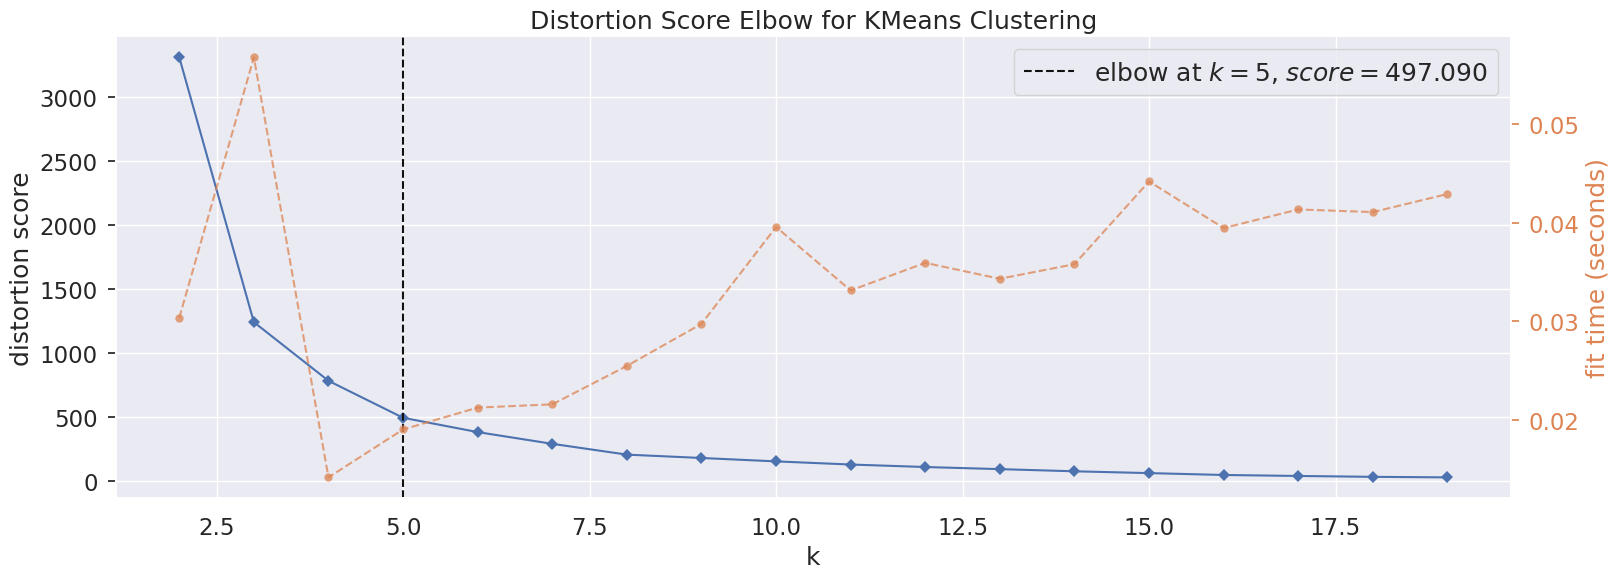 Distortion Score Elbow for KMeans Clustering
elbow at k = 5, score = 497.090
distortion score
3000
2500
2000
1500
1000
500
0
0.05
0.04
0.03
0.02
fit time (seconds)
2.5 5.0 7.5 10.0 12.5 15.0 17.5
k